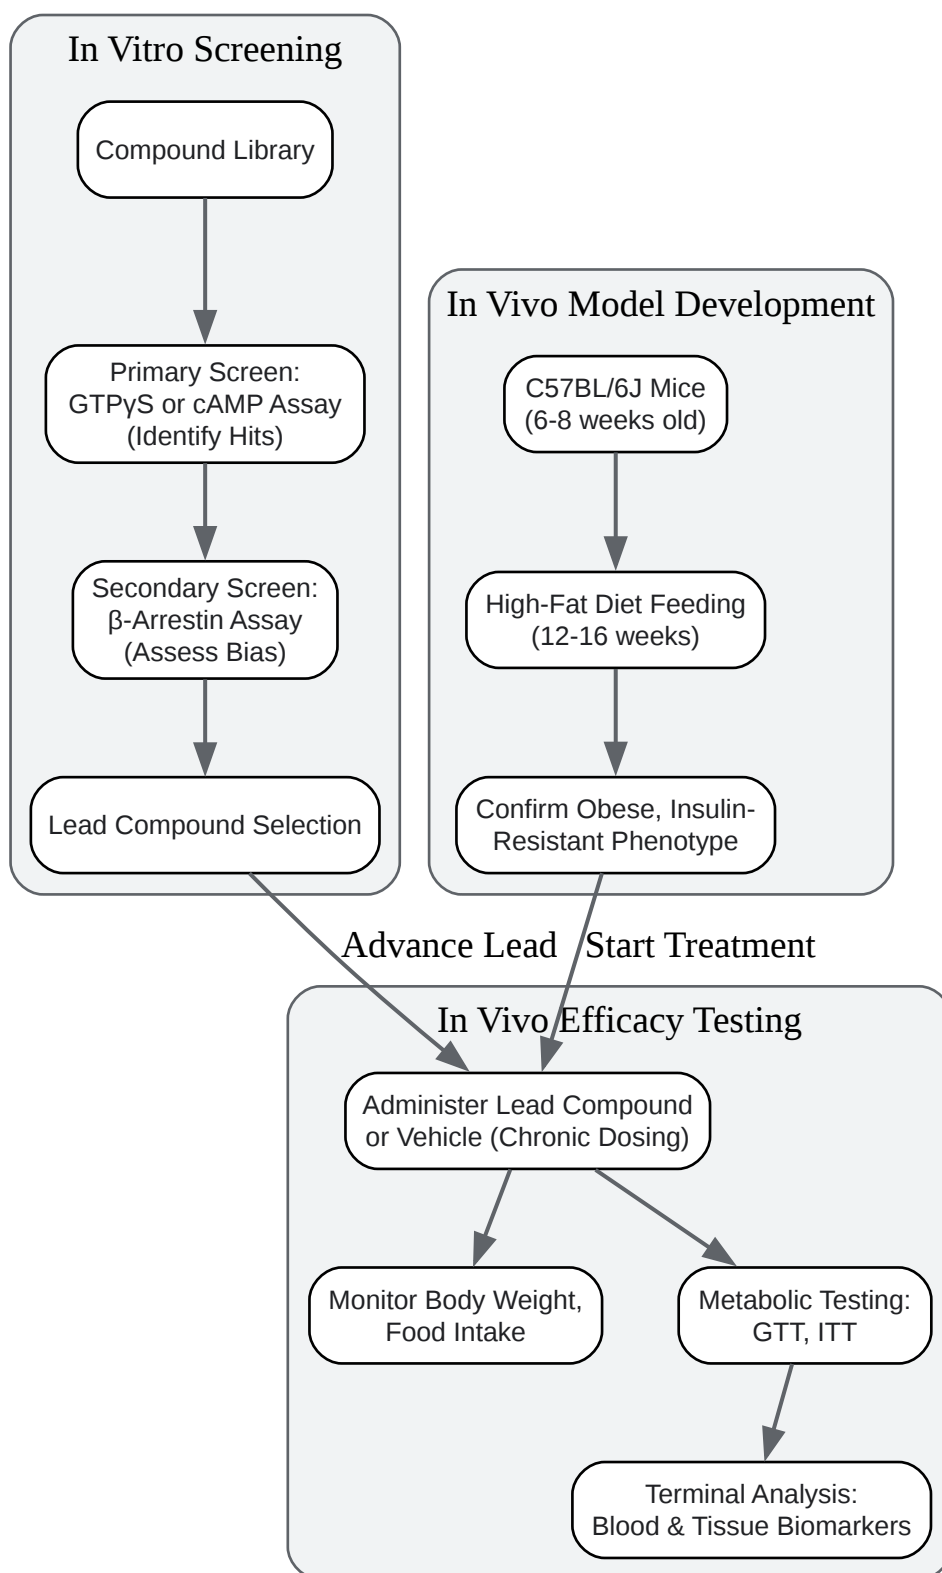 In Vitro Screening
Compound Library
Primary Screen:
GTPγS or cAMP Assay
(Identify Hits)
Secondary Screen:
β-Arrestin Assay
(Assess Bias)
Lead Compound Selection
In Vivo Model Development
C57BL/6J Mice
(6-8 weeks old)
High-Fat Diet Feeding
(12-16 weeks)
Confirm Obese, Insulin-
Resistant Phenotype
Advance Lead
Start Treatment
In Vivo Efficacy Testing
Administer Lead Compound
or Vehicle (Chronic Dosing)
Monitor Body Weight,
Food Intake
Metabolic Testing:
GTT, ITT
Terminal Analysis:
Blood & Tissue Biomarkers